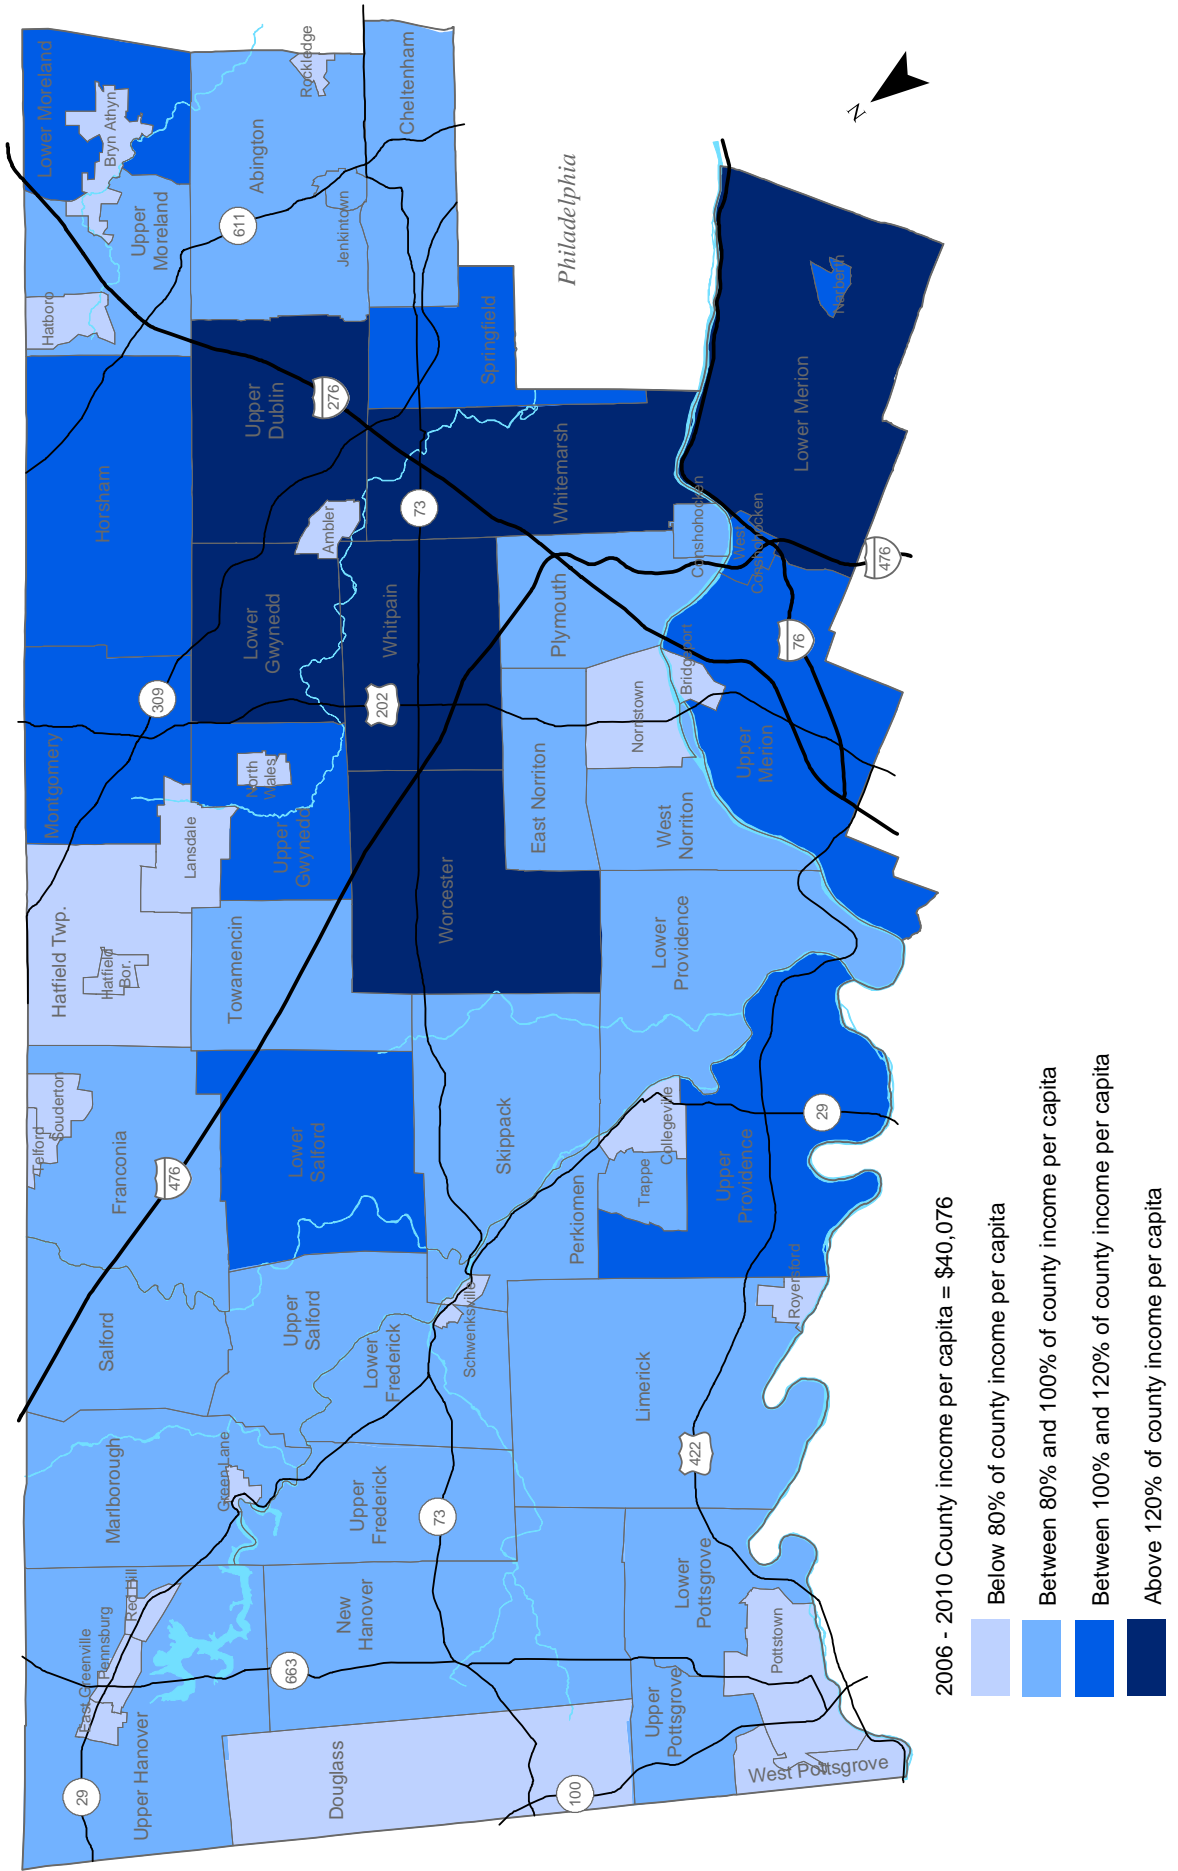 29
Upper Hanover
East Greenville
Pennsburg
Red Hill
Marlborough
Green Lane
Salford
476
Franconia
Telford
Souderton
Hatfield Twp.
Hatfield
Bor.
Lansdale
Montgomery
309
Horsham
Hatboro
Upper
Moreland
Bryn Athyn
Lower Moreland
Douglass
663
New
Hanover
Upper
Frederick
Upper
Salford
Lower
Frederick
Lower
Salford
Towamencin
Upper
Gwynedd
North
Wales
Lower
Gwynedd
Ambler
Upper
Dublin
276
611
Abington
Jenkintown
Rockledge
73
Schwenksville
Skippack
Worcester
202
Whitpain
73
Springfield
Cheltenham
100
Perkiomen
East Norriton
Plymouth
Whitemarsh
Philadelphia
Upper
Pottsgrove
Lower
Pottsgrove
422
Limerick
Trappe
Collegeville
Lower
Providence
West
Norriton
Norristown
Bridgeport
Conshohocken
West
Conshohocken
West Pottsgrove
Pottstown
Royersford
Upper
Providence
29
Upper
Merion
76
476
Lower Merion
Narberth
N
2006 - 2010 County income per capita = $40,076
Below 80% of county income per capita
Between 80% and 100% of county income per capita
Between 100% and 120% of county income per capita
Above 120% of county income per capita